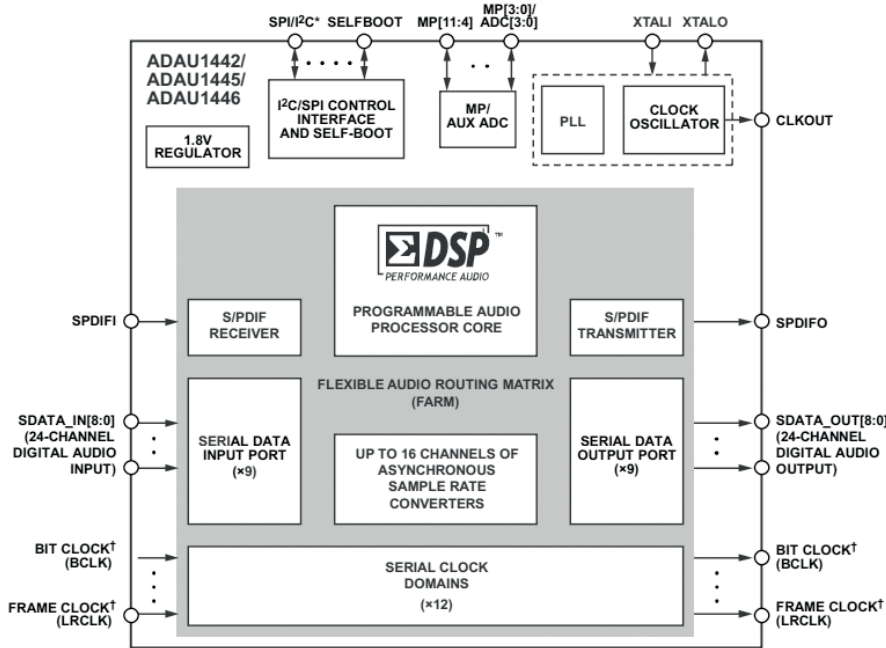 SPI/I²C* SELFBOOT MP[11:4] MP[3:0]/
ADC[3:0] XTALI XTALO
ADAU1442/
ADAU1445/
ADAU1446
1.8V
REGULATOR
I²C/SPI CONTROL
INTERFACE
AND SELF-BOOT
MP/
AUX ADC
PLL
CLOCK
OSCILLATOR
CLKOUT
ΣDSP™
PERFORMANCE AUDIO
PROGRAMMABLE AUDIO
PROCESSOR CORE
SPDIFI
S/PDIF
RECEIVER
S/PDIF
TRANSMITTER
SPDIFO
FLEXIBLE AUDIO ROUTING MATRIX
(FARM)
SDATA_IN[8:0]
(24-CHANNEL
DIGITAL AUDIO
INPUT)
SERIAL DATA
INPUT PORT
(×9)
UP TO 16 CHANNELS OF
ASYNCHRONOUS
SAMPLE RATE
CONVERTERS
SERIAL DATA
OUTPUT PORT
(×9)
SDATA_OUT[8:0]
(24-CHANNEL
DIGITAL AUDIO
OUTPUT)
BIT CLOCK†
(BCLK)
FRAME CLOCK†
(LRCLK)
SERIAL CLOCK
DOMAINS
(×12)
BIT CLOCK†
(BCLK)
FRAME CLOCK†
(LRCLK)